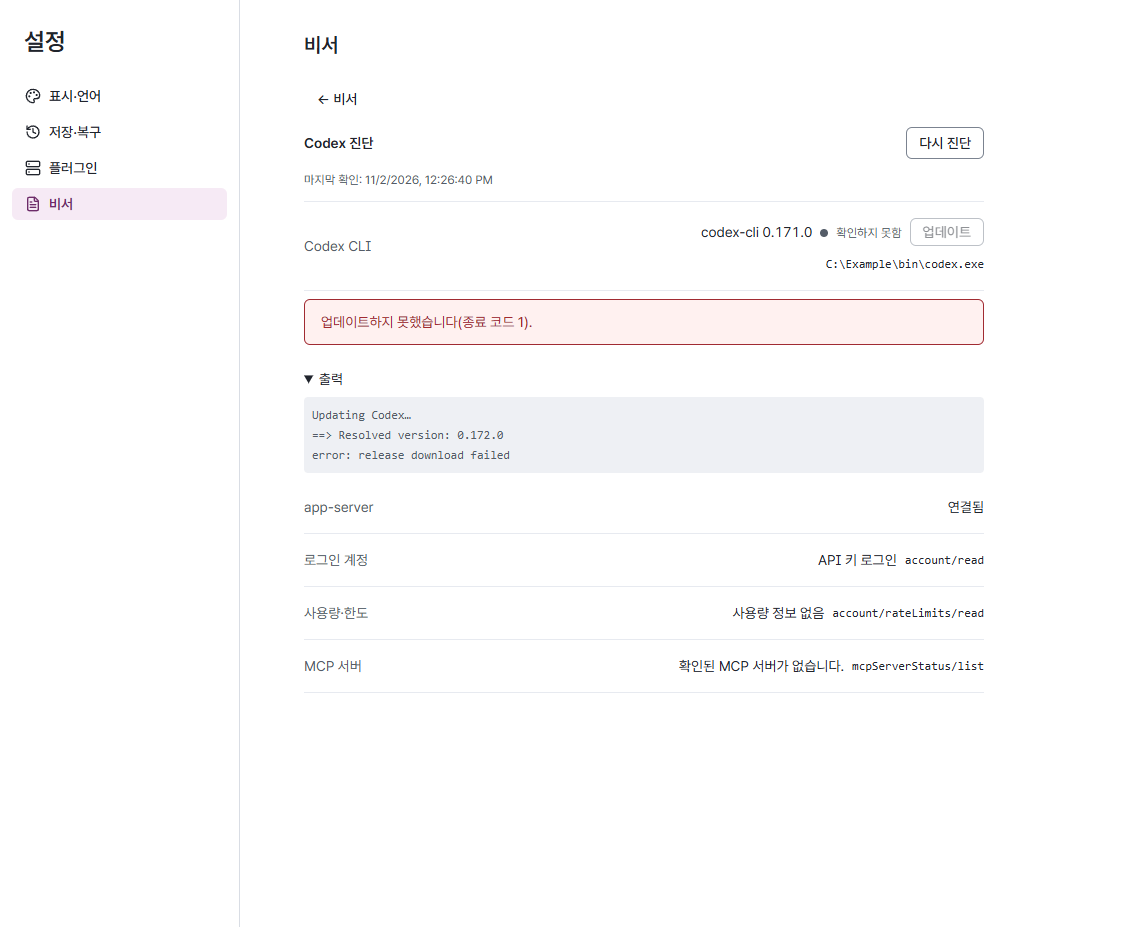 설정
표시·언어
저장·복구
플러그인
비서
비서
← 비서
Codex 진단
다시 진단
마지막 확인: 11/2/2026, 12:26:40 PM
Codex CLI
codex-cli 0.171.0 ● 확인하지 못함 업데이트
C:\Example\bin\codex.exe
업데이트하지 못했습니다(종료 코드 1).
▼ 출력
Updating Codex…
==> Resolved version: 0.172.0
error: release download failed
app-server 연결됨
로그인 계정 API 키 로그인 account/read
사용량·한도 사용량 정보 없음 account/rateLimits/read
MCP 서버 확인된 MCP 서버가 없습니다. mcpServerStatus/list